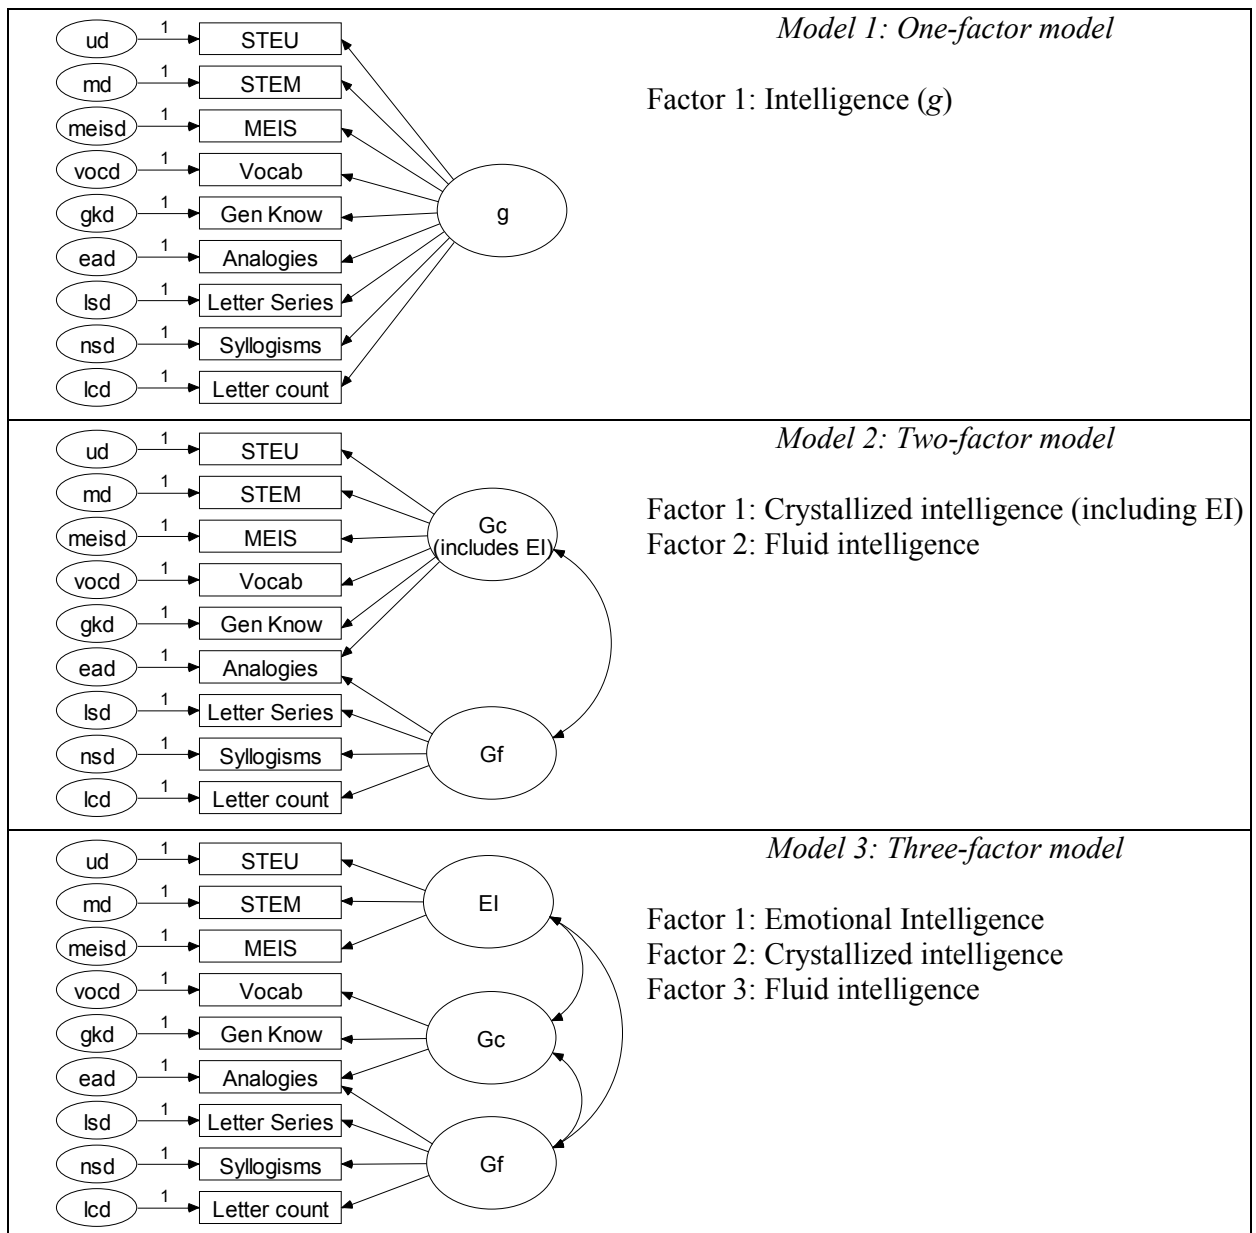 Model 1: One-factor model
Factor 1: Intelligence (g)
ud 1 STEU
md 1 STEM
meisd 1 MEIS
vocd 1 Vocab
gkd 1 Gen Know
ead 1 Analogies
lsd 1 Letter Series
nsd 1 Syllogisms
lcd 1 Letter count
g
Model 2: Two-factor model
Factor 1: Crystallized intelligence (including EI)
Factor 2: Fluid intelligence
ud 1 STEU
md 1 STEM
meisd 1 MEIS
vocd 1 Vocab
gkd 1 Gen Know
ead 1 Analogies
lsd 1 Letter Series
nsd 1 Syllogisms
lcd 1 Letter count
Gc
(includes EI)
Gf
Model 3: Three-factor model
Factor 1: Emotional Intelligence
Factor 2: Crystallized intelligence
Factor 3: Fluid intelligence
ud 1 STEU
md 1 STEM
meisd 1 MEIS
vocd 1 Vocab
gkd 1 Gen Know
ead 1 Analogies
lsd 1 Letter Series
nsd 1 Syllogisms
lcd 1 Letter count
EI
Gc
Gf